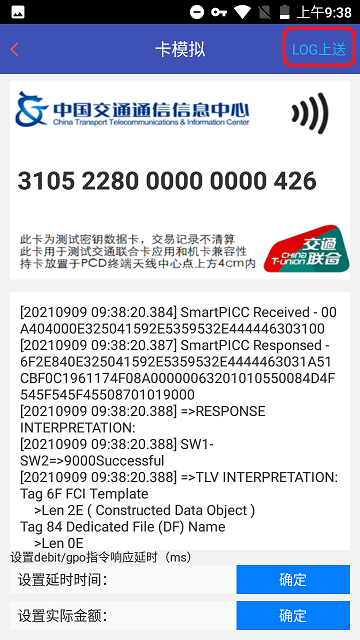 上午9:38
卡模拟
LOG上送
中国交通通信信息中心
China Transport Telecommunications & Information Center
3105 2280 0000 0000 426
此卡为测试密钥数据卡，交易记录不清算
此卡用于测试交通联合卡应用和机卡兼容性
持卡放置于PCD终端天线中心点上方4cm内
交通
CHINA
T-UNION
联合
[20210909 09:38:20.384] SmartPICC Received - 00
A404000E325041592E5359532E444446303100
[20210909 09:38:20.387] SmartPICC Responsed -
6F2E840E325041592E5359532E4444463031A51
CBF0C1961174F08A00000063201010550084D4F
545F545F45508701019000
[20210909 09:38:20.388] =>RESPONSE
INTERPRETATION:
[20210909 09:38:20.388] SW1-
SW2=>9000Successful
[20210909 09:38:20.388] =>TLV INTERPRETATION:
Tag 6F FCI Template
>Len 2E ( Constructed Data Object )
Tag 84 Dedicated File (DF) Name
>Len 0E
设置debit/gpo指令响应延时（ms）
设置延时时间：
确定
设置实际金额：
确定